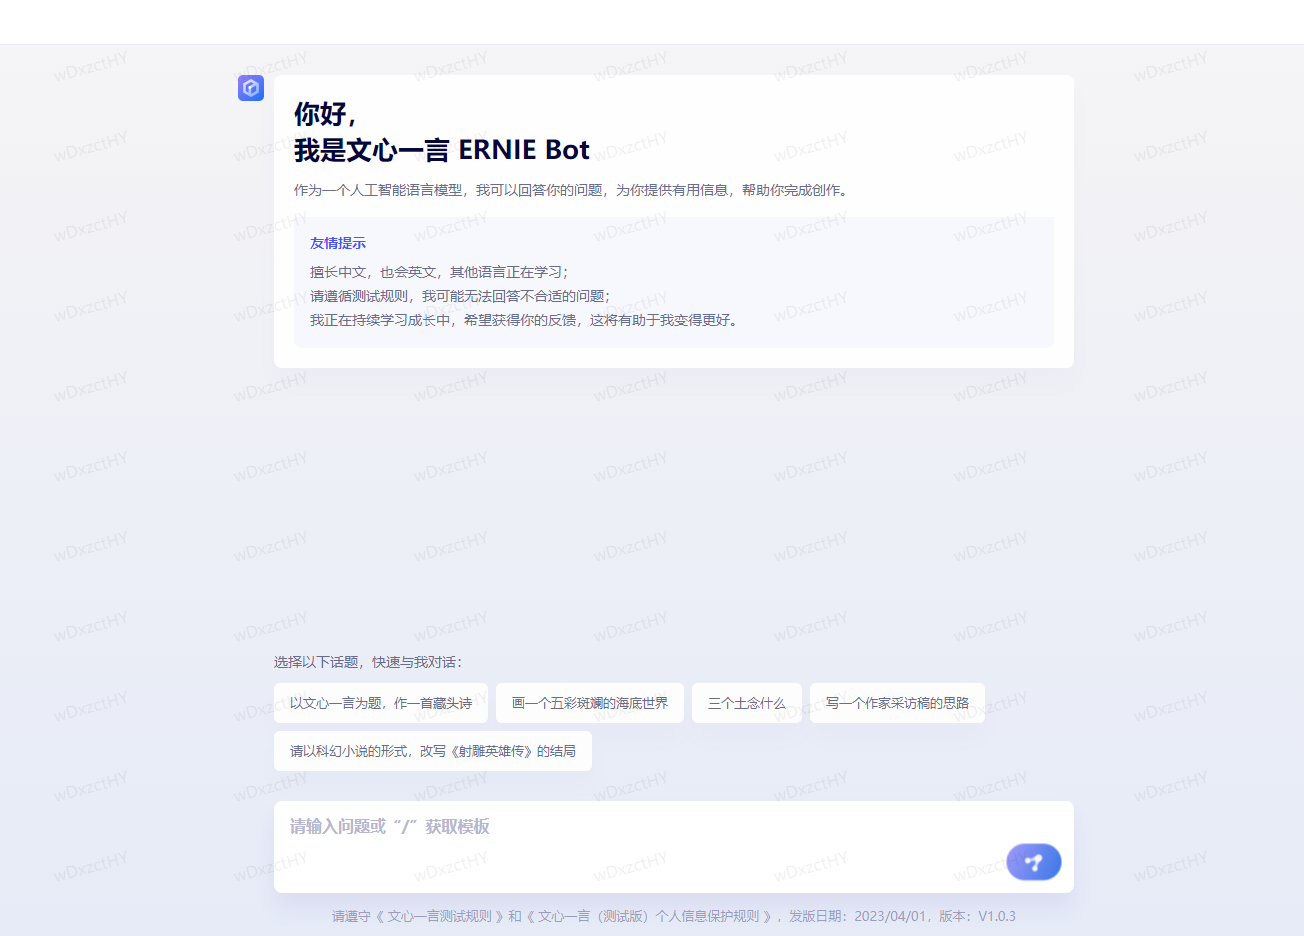 你好，
我是文心一言 ERNIE Bot
作为一个人工智能语言模型，我可以回答你的问题，为你提供有用信息，帮助你完成创作。
友情提示
擅长中文，也会英文，其他语言正在学习；
请遵循测试规则，我可能无法回答不合适的问题；
我正在持续学习成长中，希望获得你的反馈，这将有助于我变得更好。
选择以下话题，快速与我对话：
以文心一言为题，作一首藏头诗 画一个五彩斑斓的海底世界 三个土念什么 写一个作家采访稿的思路
请以科幻小说的形式，改写《射雕英雄传》的结局
请输入问题或“/”获取模板
请遵守《 文心一言测试规则 》和《 文心一言（测试版）个人信息保护规则 》，发版日期：2023/04/01，版本：V1.0.3
wDxzctHY